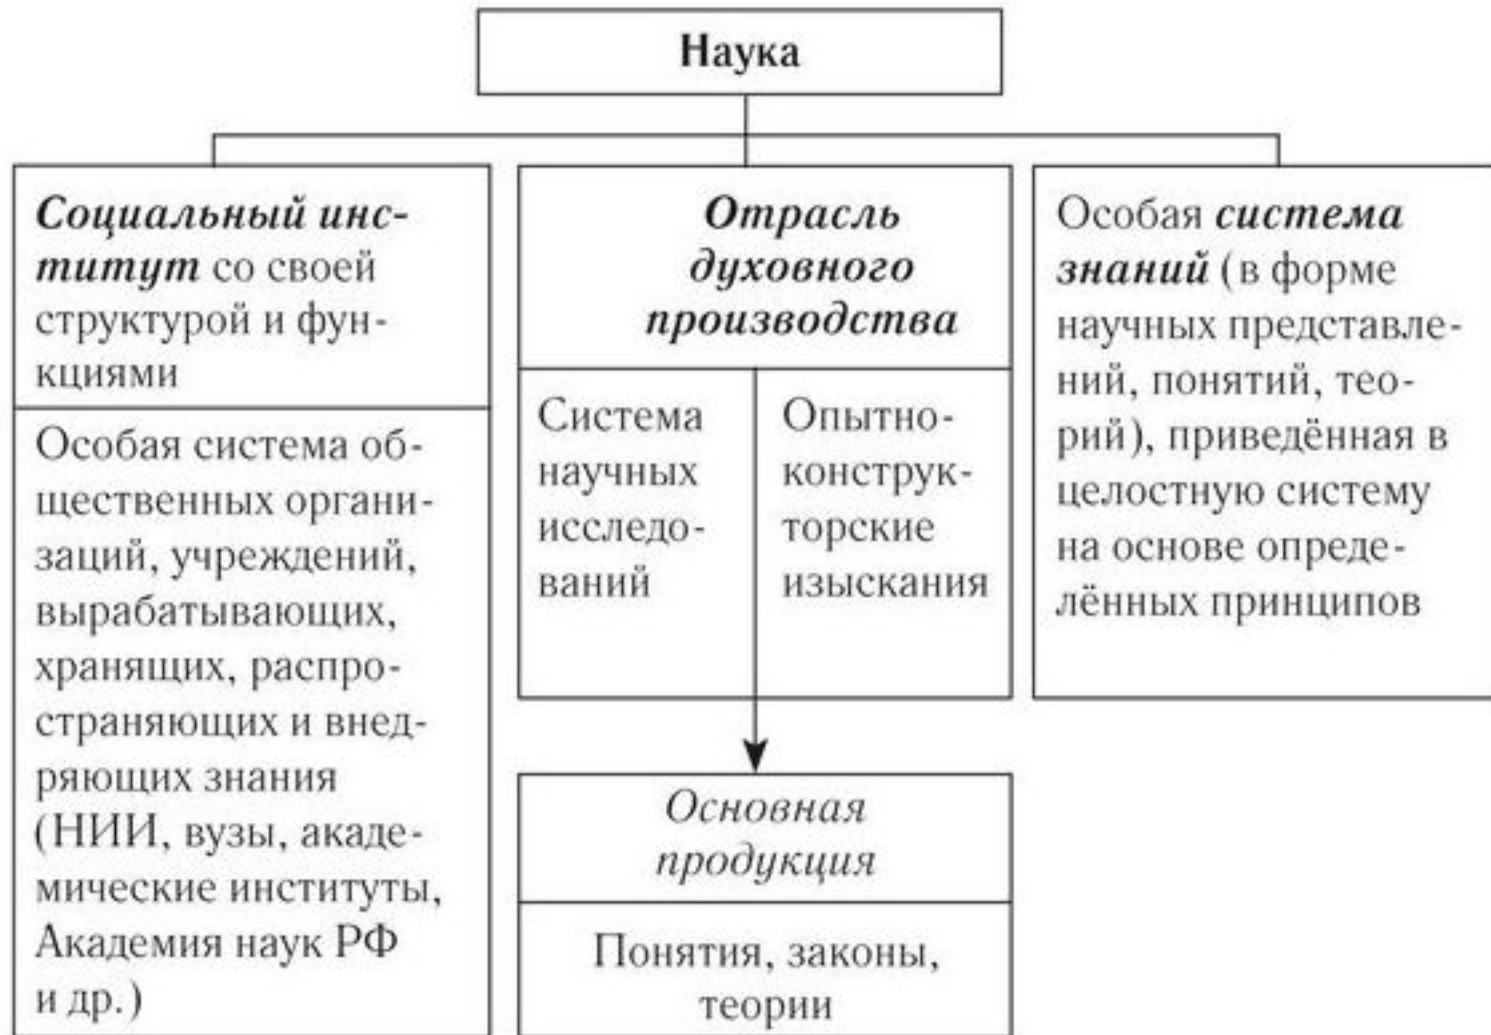 Наука
Социальный инс-
титут со своей
структурой и фун-
кциями
Особая система об-
щественных органи-
заций, учреждений,
вырабатывающих,
хранящих, распро-
страняющих и внед-
ряющих знания
(НИИ, вузы, акаде-
мические институты,
Академия наук РФ
и др.)
Отрасль
духовного
производства
Система
научных
исследо-
ваний
Опытно-
конструк-
торские
изыскания
Основная
продукция
Понятия, законы,
теории
Особая система
знаний (в форме
научных представле-
ний, понятий, тео-
рий), приведённая в
целостную систему
на основе опреде-
лённых принципов